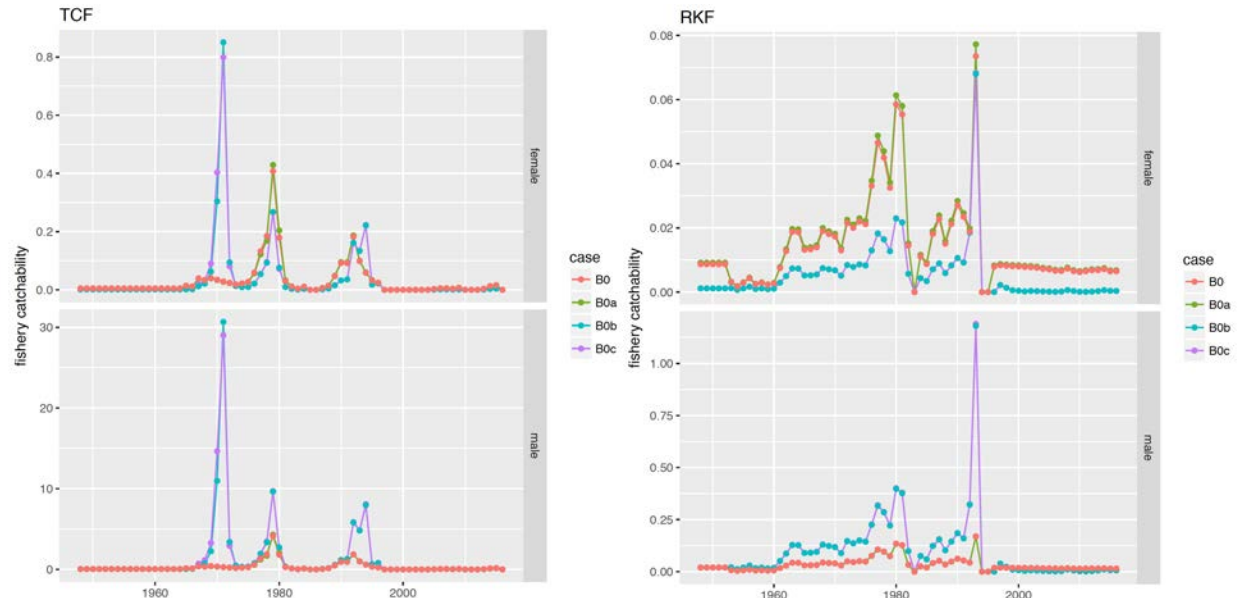 TCF
fishery catchability
0.8
0.6
0.4
0.2
0.0
female
30
20
10
0
male
1960
1980
2000
case
B0
B0a
B0b
B0c
RKF
fishery catchability
0.08
0.06
0.04
0.02
0.00
female
fishery catchability
1.00
0.75
0.50
0.25
0.00
male
1960
1980
2000
case
B0
B0a
B0b
B0c